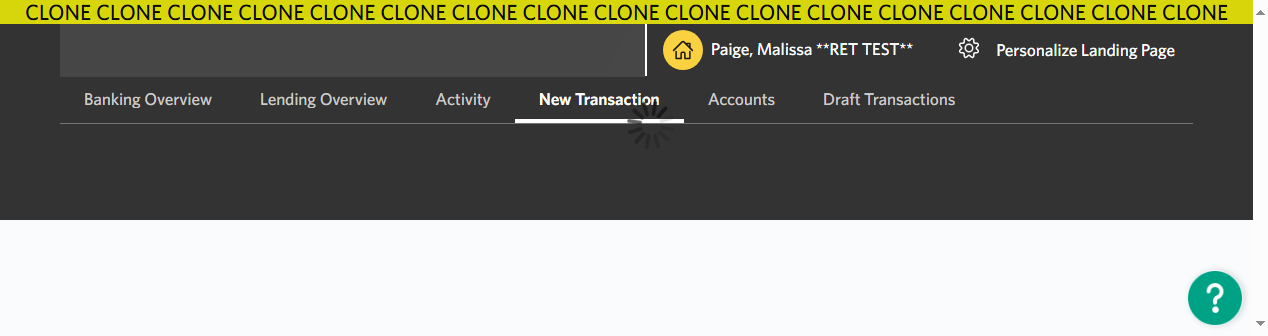 CLONE CLONE CLONE CLONE CLONE CLONE CLONE CLONE CLONE CLONE CLONE CLONE CLONE CLONE CLONE CLONE CLONE
Paige, Malissa **RET TEST** Personalize Landing Page
Banking Overview Lending Overview Activity New Transaction Accounts Draft Transactions
?